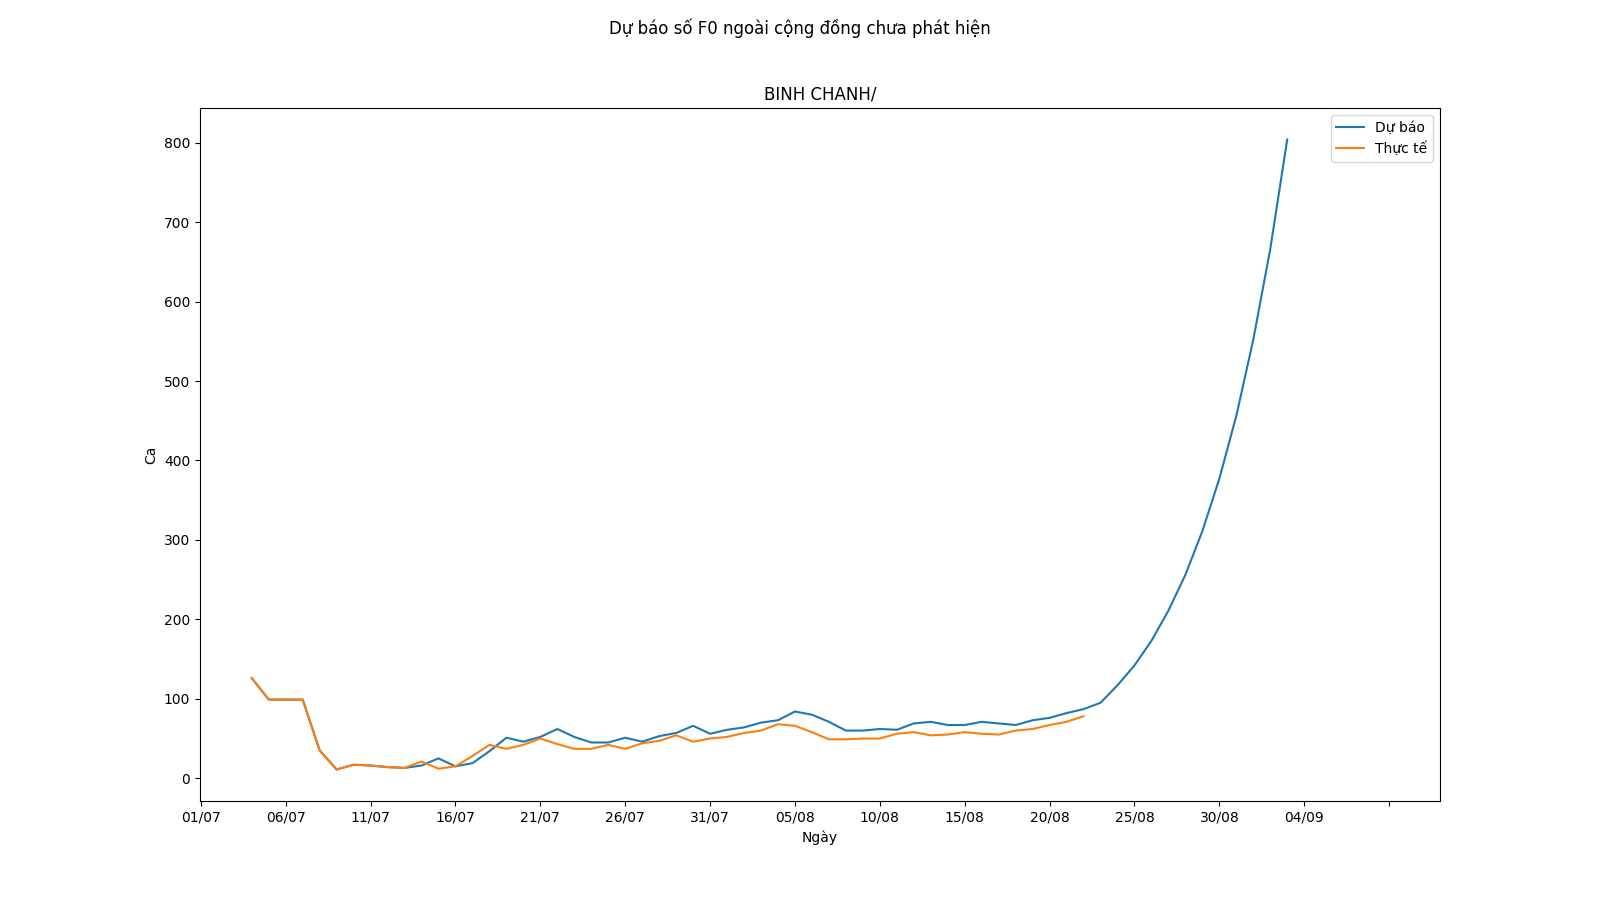 Dự báo số F0 ngoài cộng đồng chưa phát hiện
BINH CHANH/
Dự báo
Thực tế
800
700
600
500
400
300
200
100
0
Ca
01/07 06/07 11/07 16/07 21/07 26/07 31/07 05/08 10/08 15/08 20/08 25/08 30/08 04/09
Ngày